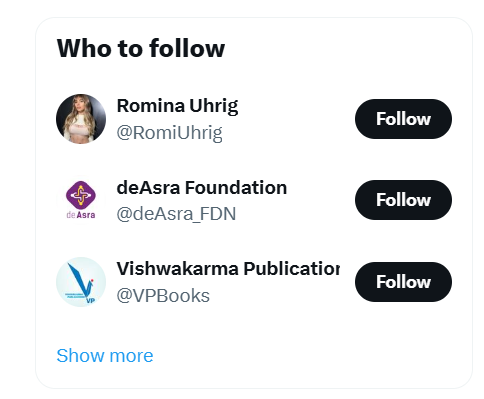 Who to follow
Romina Uhrig
@RomiUhrig
Follow
deAsra Foundation
@deAsra_FDN
Follow
de Asra
Vishwakarma Publication
@VPBooks
Follow
VP
Show more